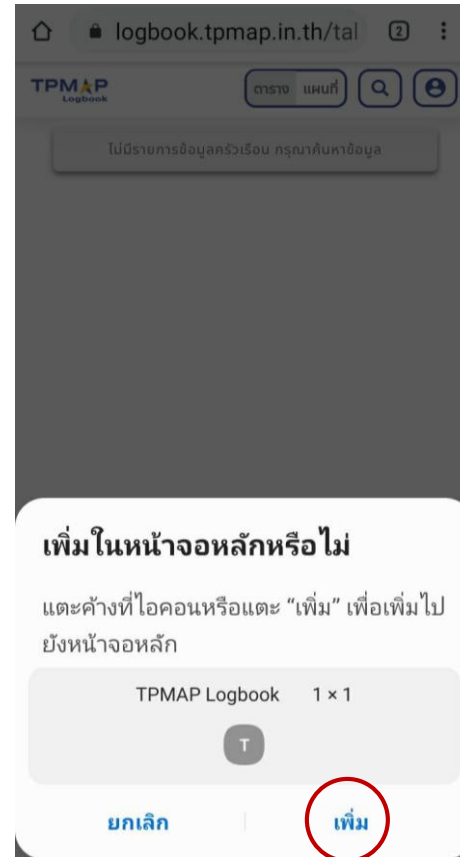 logbook.tpmap.in.th/tal 2
TPMAP
Logbook
ตาราง แผนที่
ไม่มีรายการข้อมูลครัวเรือน กรุณาค้นหาข้อมูล
เพิ่มในหน้าจอหลักหรือไม่
แตะค้างที่ไอคอนหรือแตะ “เพิ่ม” เพื่อเพิ่มไป
ยังหน้าจอหลัก
TPMAP Logbook 1 × 1
T
ยกเลิก เพิ่ม